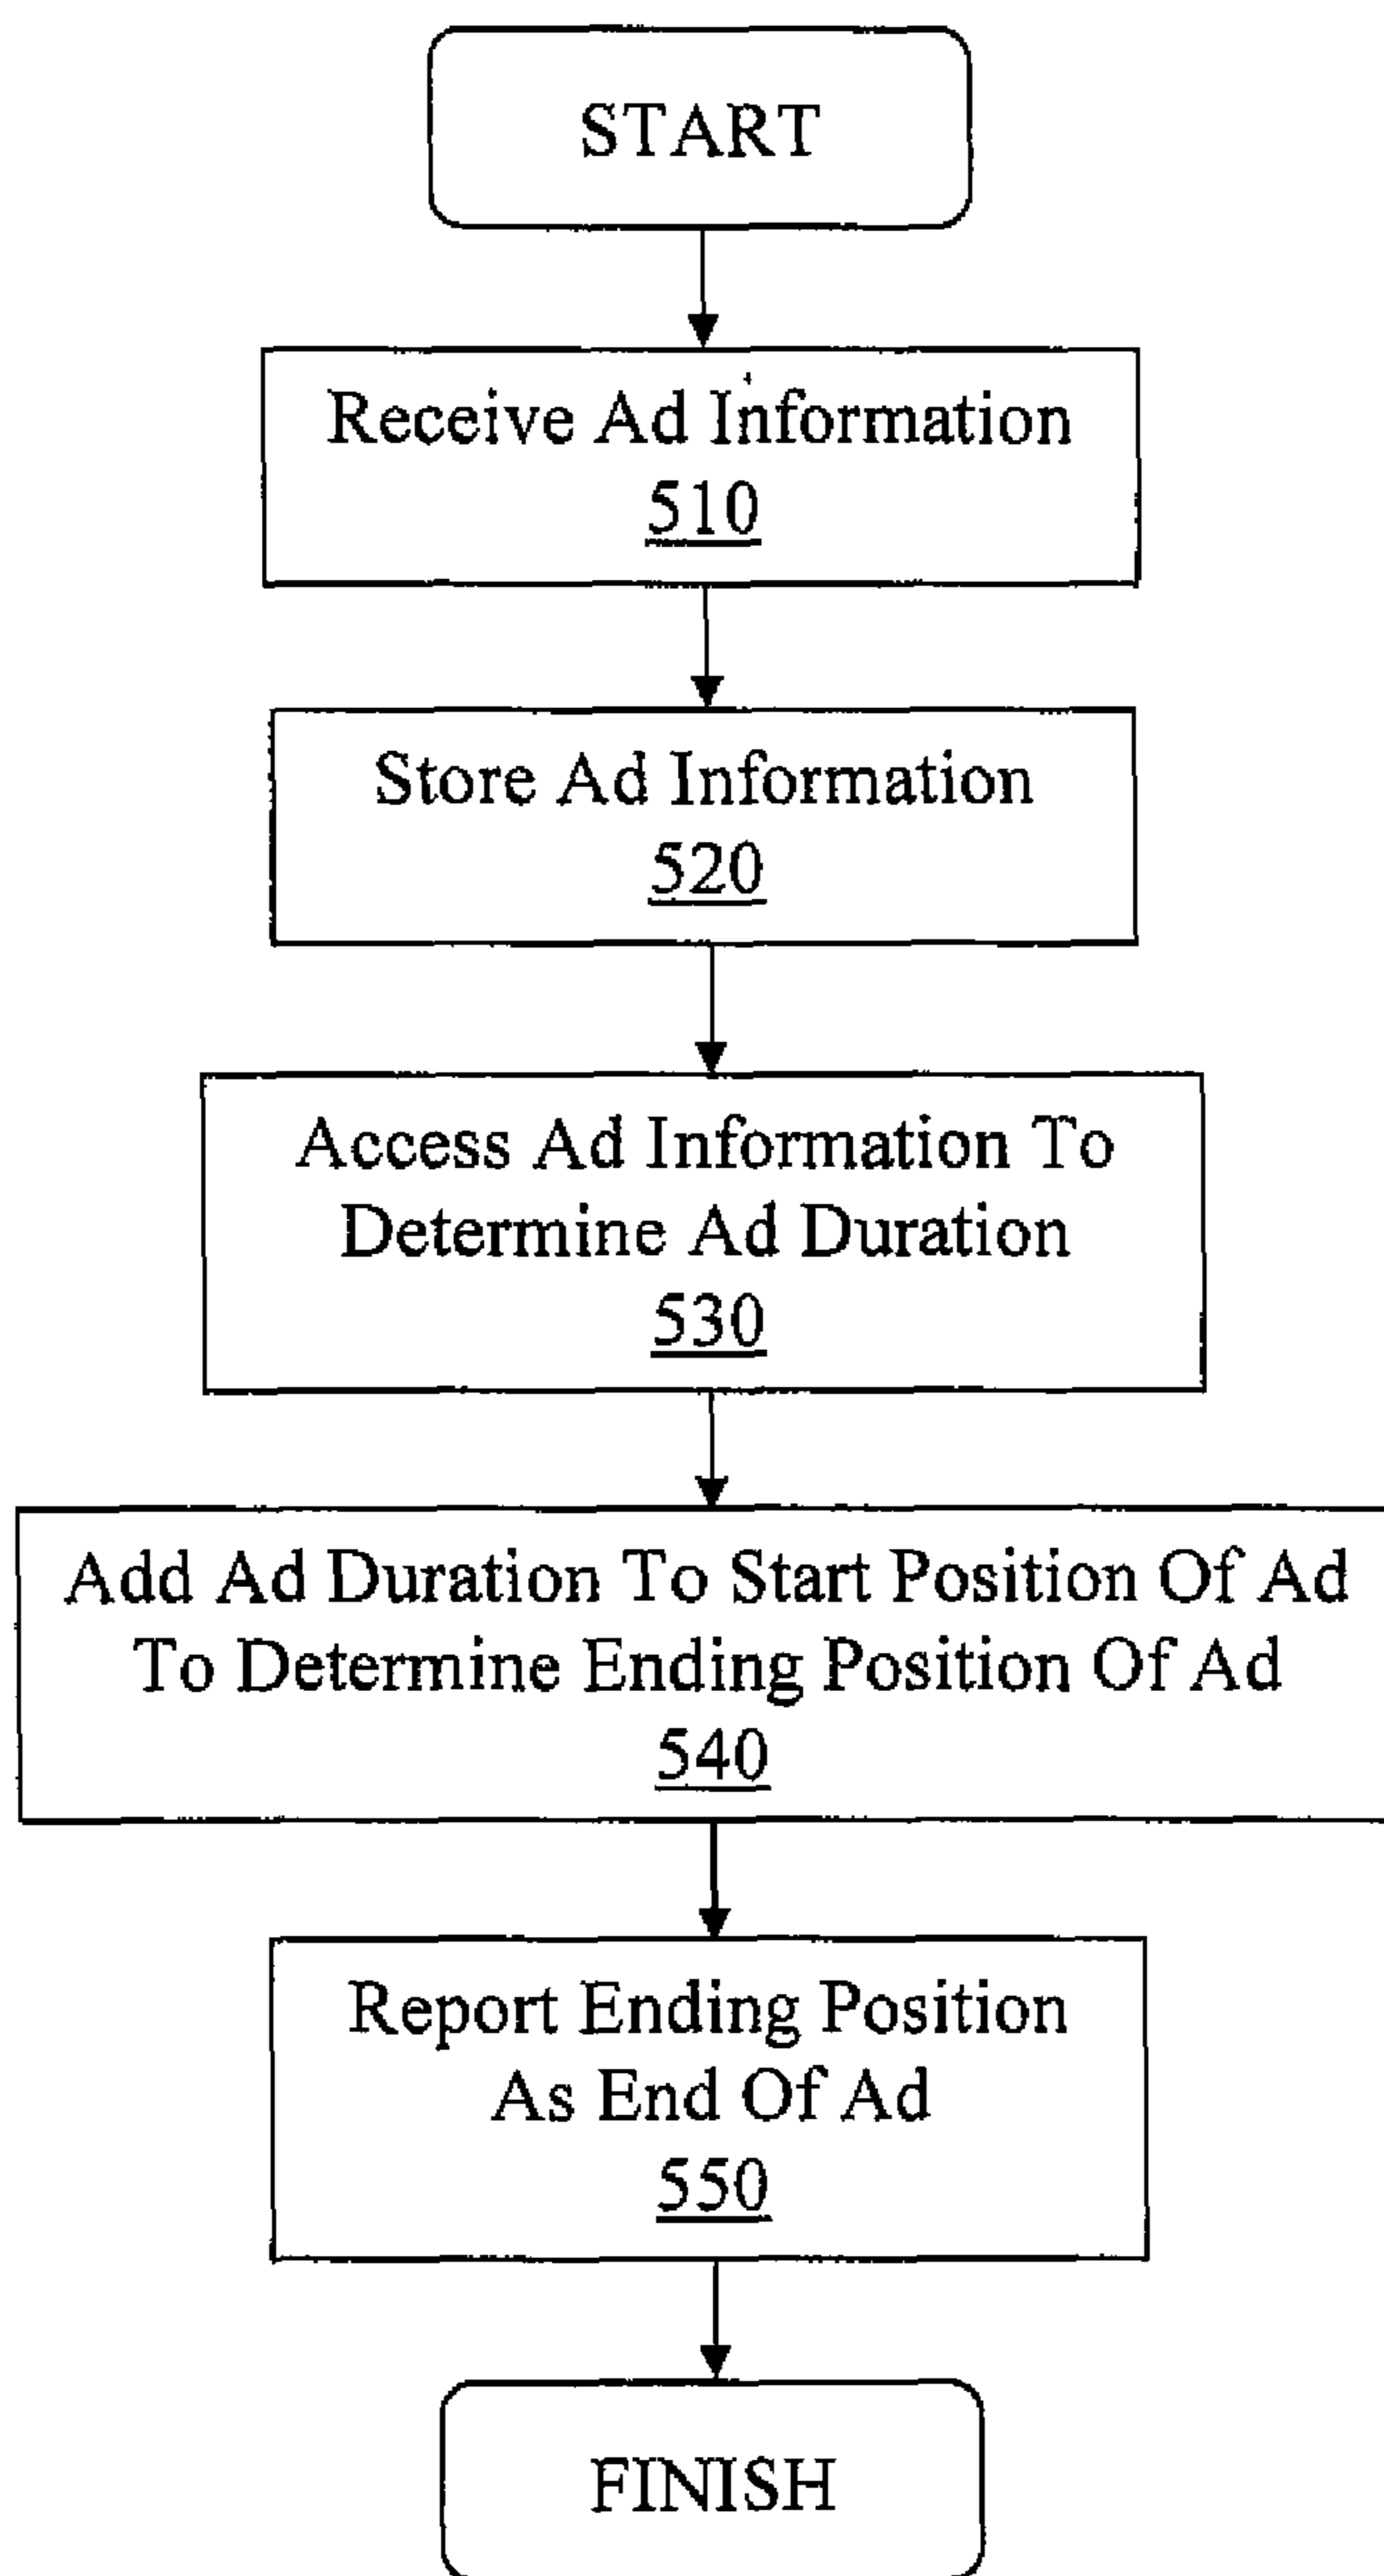 START
Receive Ad Information
510
Store Ad Information
520
Access Ad Information To
Determine Ad Duration
530
Add Ad Duration To Start Position Of Ad
To Determine Ending Position Of Ad
540
Report Ending Position
As End Of Ad
550
FINISH